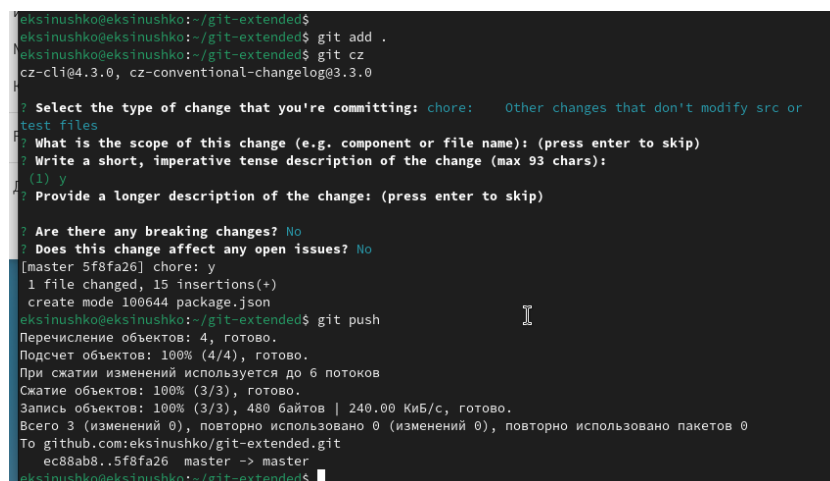 eksinushko@eksinushko:~/git-extended$
eksinushko@eksinushko:~/git-extended$ git add .
eksinushko@eksinushko:~/git-extended$ git cz
cz-cli@4.3.0, cz-conventional-changelog@3.3.0
? Select the type of change that you're committing: chore:    Other changes that don't modify src or
test files
? What is the scope of this change (e.g. component or file name): (press enter to skip)
? Write a short, imperative tense description of the change (max 93 chars):
(1) y
? Provide a longer description of the change: (press enter to skip)
? Are there any breaking changes? No
? Does this change affect any open issues? No
[master 5f8fa26] chore: y
1 file changed, 15 insertions(+)
create mode 100644 package.json
eksinushko@eksinushko:~/git-extended$ git push
Перечисление объектов: 4, готово.
Подсчет объектов: 100% (4/4), готово.
При сжатии изменений используется до 6 потоков
Сжатие объектов: 100% (3/3), готово.
Запись объектов: 100% (3/3), 480 байтов | 240.00 КиБ/с, готово.
Всего 3 (изменений 0), повторно использовано 0 (изменений 0), повторно использовано пакетов 0
To github.com:eksinushko/git-extended.git
ec88ab8..5f8fa26  master -> master
eksinushko@eksinushko:~/git-extended$